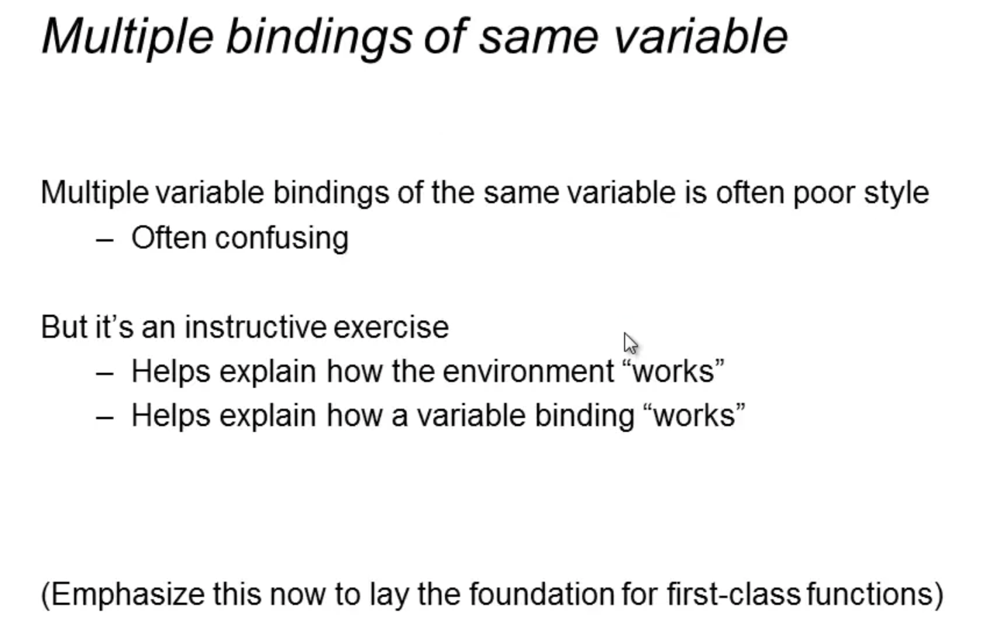 Multiple bindings of same variable
Multiple variable bindings of the same variable is often poor style
– Often confusing
But it’s an instructive exercise
– Helps explain how the environment “works”
– Helps explain how a variable binding “works”
(Emphasize this now to lay the foundation for first-class functions)